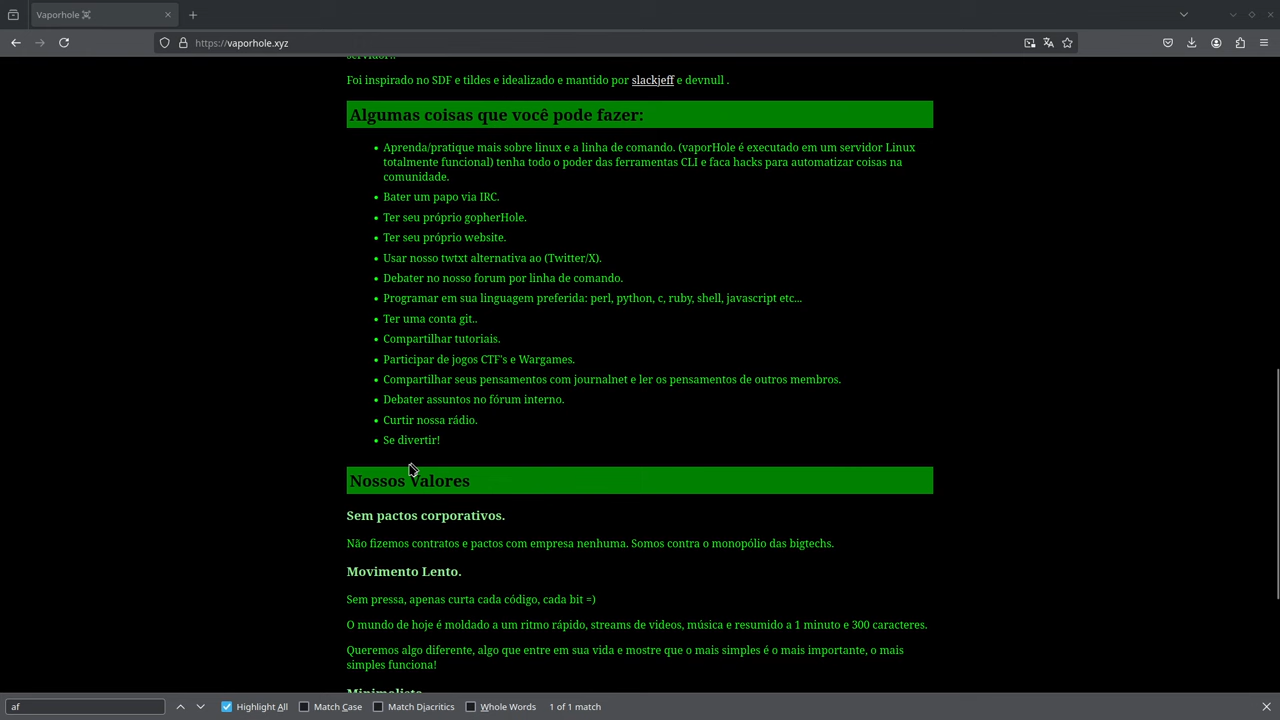 Vaporhole
https://vaporhole.xyz
Foi inspirado no SDF e tildes e idealizado e mantido por slackjeff e devnull .
Algumas coisas que você pode fazer:
• Aprenda/pratique mais sobre linux e a linha de comando. (vaporHole é executado em um servidor Linux
totalmente funcional) tenha todo o poder das ferramentas CLI e faca hacks para automatizar coisas na
comunidade.
• Bater um papo via IRC.
• Ter seu próprio gopherHole.
• Ter seu próprio website.
• Usar nosso twtxt alternativa ao (Twitter/X).
• Debater no nosso forum por linha de comando.
• Programar em sua linguagem preferida: perl, python, c, ruby, shell, javascript etc...
• Ter uma conta git..
• Compartilhar tutoriais.
• Participar de jogos CTF's e Wargames.
• Compartilhar seus pensamentos com journalnet e ler os pensamentos de outros membros.
• Debater assuntos no fórum interno.
• Curtir nossa rádio.
• Se divertir!
Nossos Valores
Sem pactos corporativos.
Não fizemos contratos e pactos com empresa nenhuma. Somos contra o monopólio das bigtechs.
Movimento Lento.
Sem pressa, apenas curta cada código, cada bit =)
O mundo de hoje é moldado a um ritmo rápido, streams de videos, música e resumido a 1 minuto e 300 caracteres.
Queremos algo diferente, algo que entre em sua vida e mostre que o mais simples é o mais importante, o mais
simples funciona!
af
Highlight All
Match Case
Match Diacritics
Whole Words
1 of 1 match